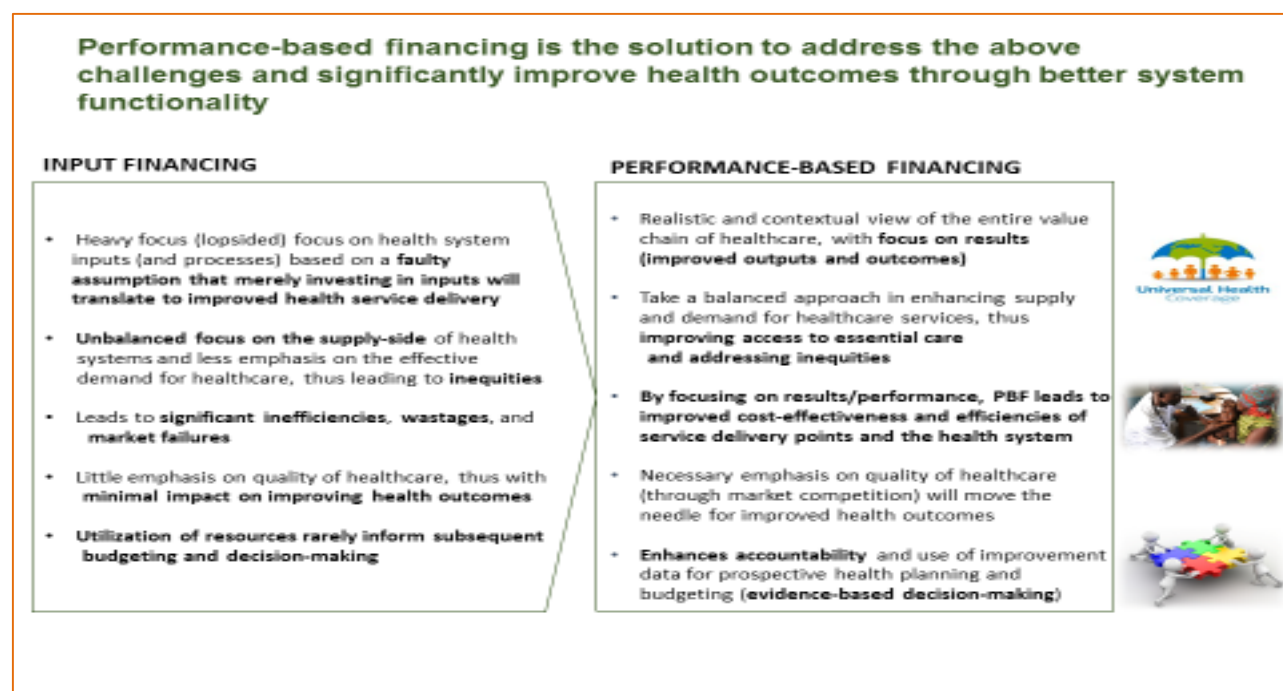 Performance-based financing is the solution to address the above
challenges and significantly improve health outcomes through better system
functionality
INPUT FINANCING
• Heavy focus (lopsided) focus on health system
inputs (and processes) based on a faulty
assumption that merely investing in inputs will
translate to improved health service delivery
• Unbalanced focus on the supply-side of health
systems and less emphasis on the effective
demand for healthcare, thus leading to inequities
• Leads to significant inefficiencies, wastages, and
market failures
• Little emphasis on quality of healthcare, thus with
minimal impact on improving health outcomes
• Utilization of resources rarely inform subsequent
budgeting and decision-making
PERFORMANCE-BASED FINANCING
• Realistic and contextual view of the entire value
chain of healthcare, with focus on results
(improved outputs and outcomes)
• Take a balanced approach in enhancing supply
and demand for healthcare services, thus
improving access to essential care
and addressing inequities
• By focusing on results/performance, PBF leads to
improved cost-effectiveness and efficiencies of
service delivery points and the health system
• Necessary emphasis on quality of healthcare
(through market competition) will move the
needle for improved health outcomes
• Enhances accountability and use of improvement
data for prospective health planning and
budgeting (evidence-based decision-making)
Universal Health
Coverage